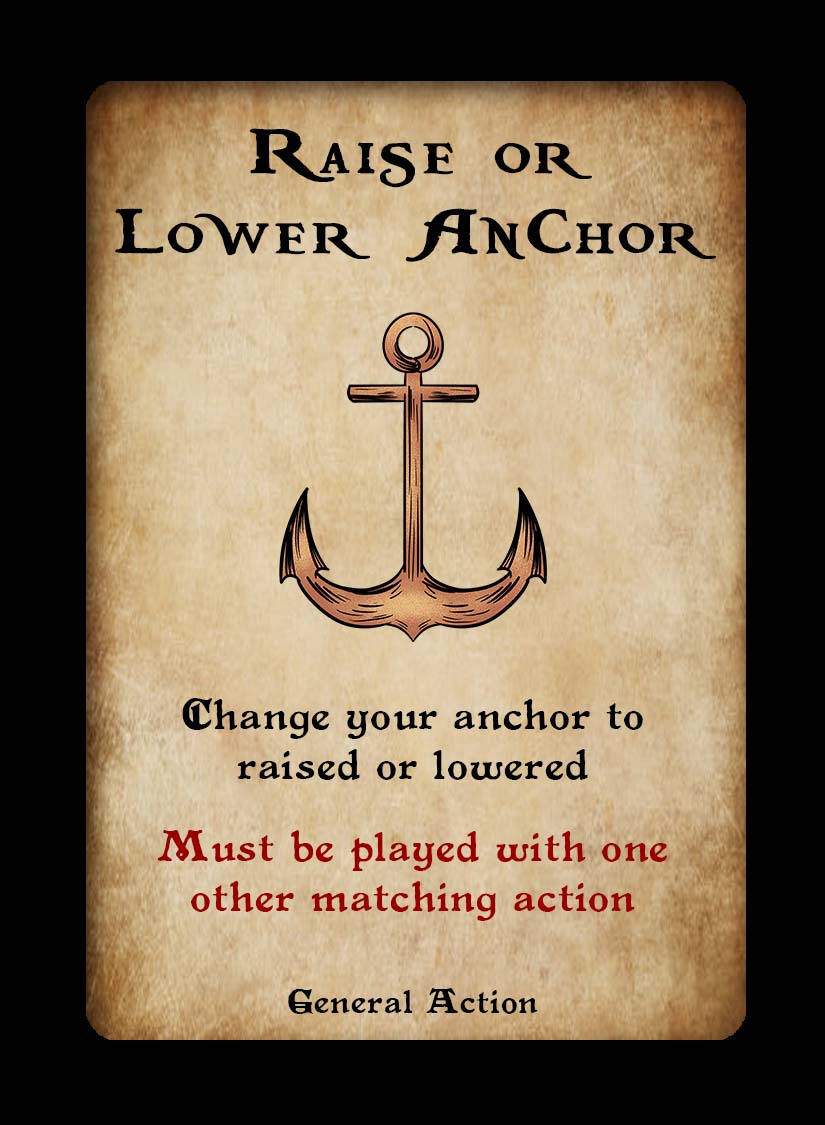 Raise or
Lower Anchor
Change your anchor to
raised or lowered
Must be played with one
other matching action
General Action